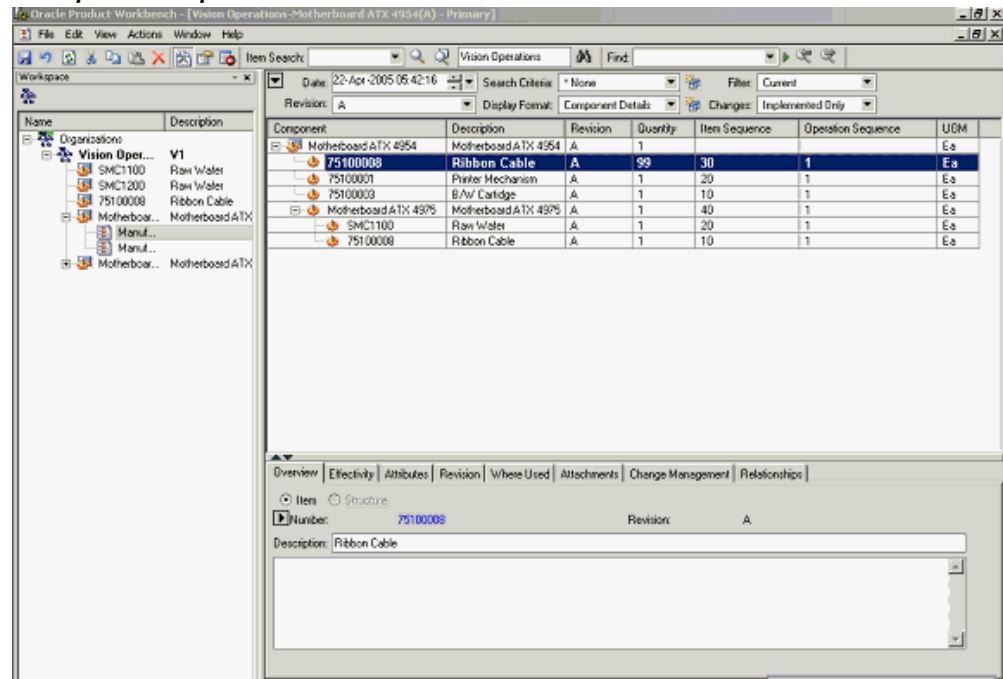 Oracle Product Workbench - [Vision Operations-Motherboard ATX 4954(A) - Primary]
File Edit View Actions Window Help
Item Search: Vision Operations Find:
Workspace
Date: 22-Apr-2005 05:42:16 Search Criteria: * None Filter: Current
Revision: A Display Format: Component Details Changes: Implemented Only
Name Description
Organizations
Vision Oper... V1
SMC1100 Raw Wafer
SMC1200 Raw Wafer
75100008 Ribbon Cable
Motherboar... Motherboard ATX
Manuf...
Manuf...
Motherboar... Motherboard ATX
Component Description Revision Quantity Item Sequence Operation Sequence UOM
Motherboard ATX 4954 Motherboard ATX 4954 A 1 Ea
75100008 Ribbon Cable A 99 30 1 Ea
75100001 Printer Mechanism A 1 20 1 Ea
75100003 B/W Cartidge A 1 10 1 Ea
Motherboard ATX 4975 Motherboard ATX 4975 A 1 40 1 Ea
SMC1100 Raw Wafer A 1 20 1 Ea
75100008 Ribbon Cable A 1 10 1 Ea
Overview Effectivity Attributes Revision Where Used Attachments Change Management Relationships
Item Structure
Number: 75100008 Revision: A
Description: Ribbon Cable